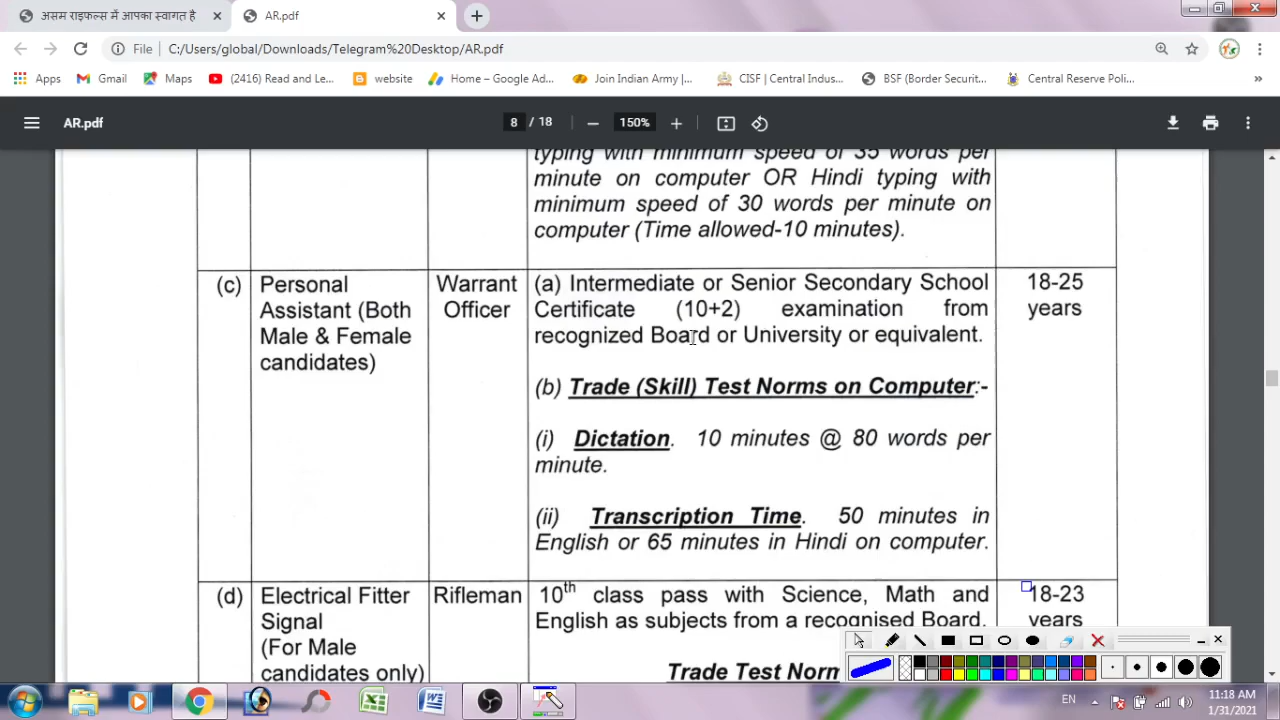 असम राइफल्स में आपका स्वागत है
AR.pdf
File
C:/Users/global/Downloads/Telegram%20Desktop/AR.pdf
Apps
Gmail
Maps
(2416) Read and Le...
website
Home – Google Ad...
Join Indian Army |...
CISF | Central Indus...
BSF (Border Securit...
Central Reserve Poli...
»
AR.pdf
8 / 18
150%
typing with minimum speed of 35 words per
minute on computer OR Hindi typing with
minimum speed of 30 words per minute on
computer (Time allowed-10 minutes).
(c)
Personal
Assistant (Both
Male & Female
candidates)
Warrant
Officer
(a) Intermediate or Senior Secondary School
Certificate (10+2) examination from
recognized Board or University or equivalent.
(b) Trade (Skill) Test Norms on Computer:-
(i) Dictation. 10 minutes @ 80 words per
minute.
(ii) Transcription Time. 50 minutes in
English or 65 minutes in Hindi on computer.
18-25
years
(d)
Electrical Fitter
Signal
(For Male
candidates only)
Rifleman
10th class pass with Science, Math and
English as subjects from a recognised Board.
Trade Test Norm
18-23
years
EN
11:18 AM
1/31/2021